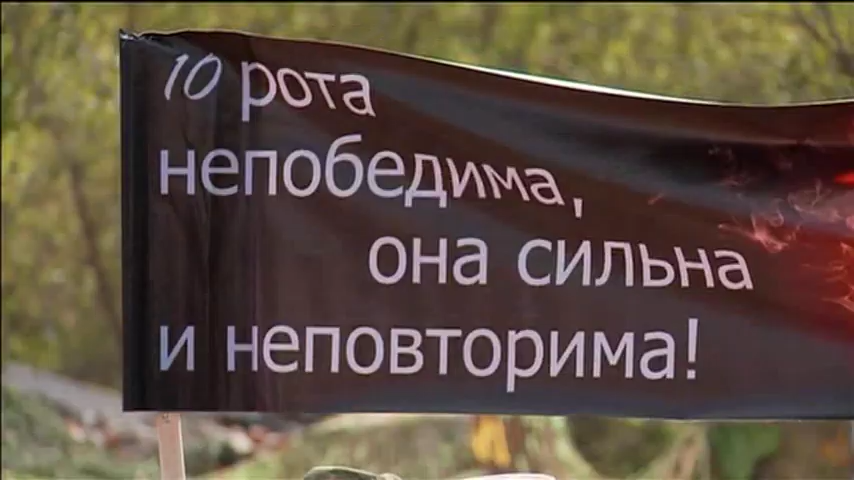 10 рота
непобедима,
она сильна
и неповторима!